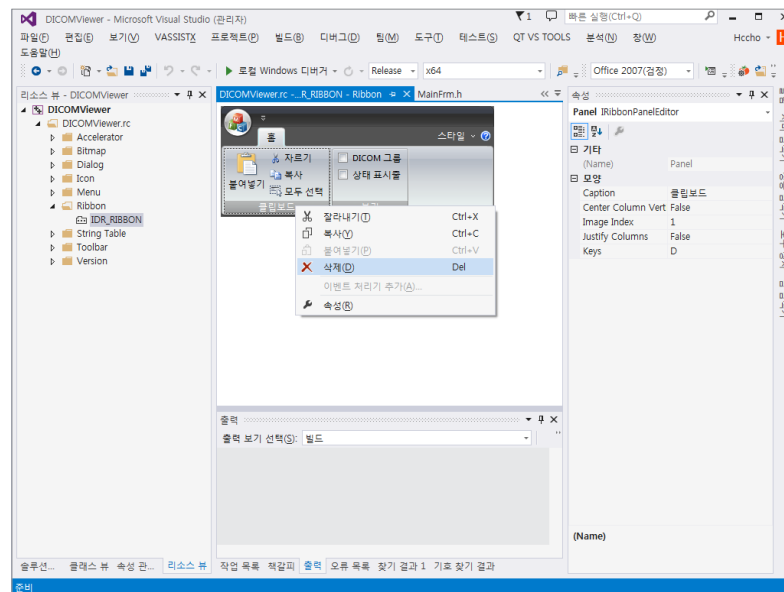 DICOMViewer - Microsoft Visual Studio (관리자)
1
빠른 실행(Ctrl+Q)
파일(F) 편집(E) 보기(V) VASSISTX 프로젝트(P) 빌드(B) 디버그(D) 팀(M) 도구(T) 테스트(S) QT VS TOOLS 분석(N) 창(W) Hccho
도움말(H)
로컬 Windows 디버거 Release x64 Office 2007(검정)
리소스 뷰 - DICOMViewer
DICOMViewer
DICOMViewer.rc
Accelerator
Bitmap
Dialog
Icon
Menu
Ribbon
IDR_RIBBON
String Table
Toolbar
Version
DICOMViewer.rc -...R_RIBBON - Ribbon MainFrm.h
홈 스타일
붙여넣기
자르기
복사
모두 선택
DICOM 그룹
상태 표시줄
클립보드
잘라내기(T) Ctrl+X
복사(Y) Ctrl+C
붙여넣기(P) Ctrl+V
삭제(D) Del
이벤트 처리기 추가(A)...
속성(R)
출력
출력 보기 선택(S): 빌드
속성
Panel IRibbonPanelEditor
기타
(Name) Panel
모양
Caption 클립보드
Center Column Vert False
Image Index 1
Justify Columns False
Keys D
(Name)
솔루션... 클래스 뷰 속성 관... 리소스 뷰
작업 목록 책갈피 출력 오류 목록 찾기 결과 1 기호 찾기 결과
준비